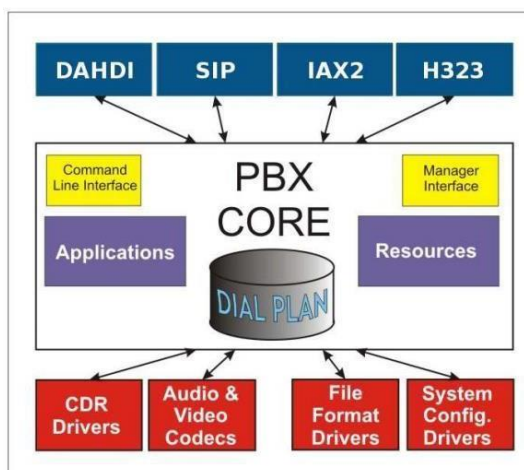 DAHDI
SIP
IAX2
H323
Command
Line Interface
PBX
CORE
Manager
Interface
Applications
Resources
DIAL PLAN
CDR
Drivers
Audio &
Video
Codecs
File
Format
Drivers
System
Config.
Drivers